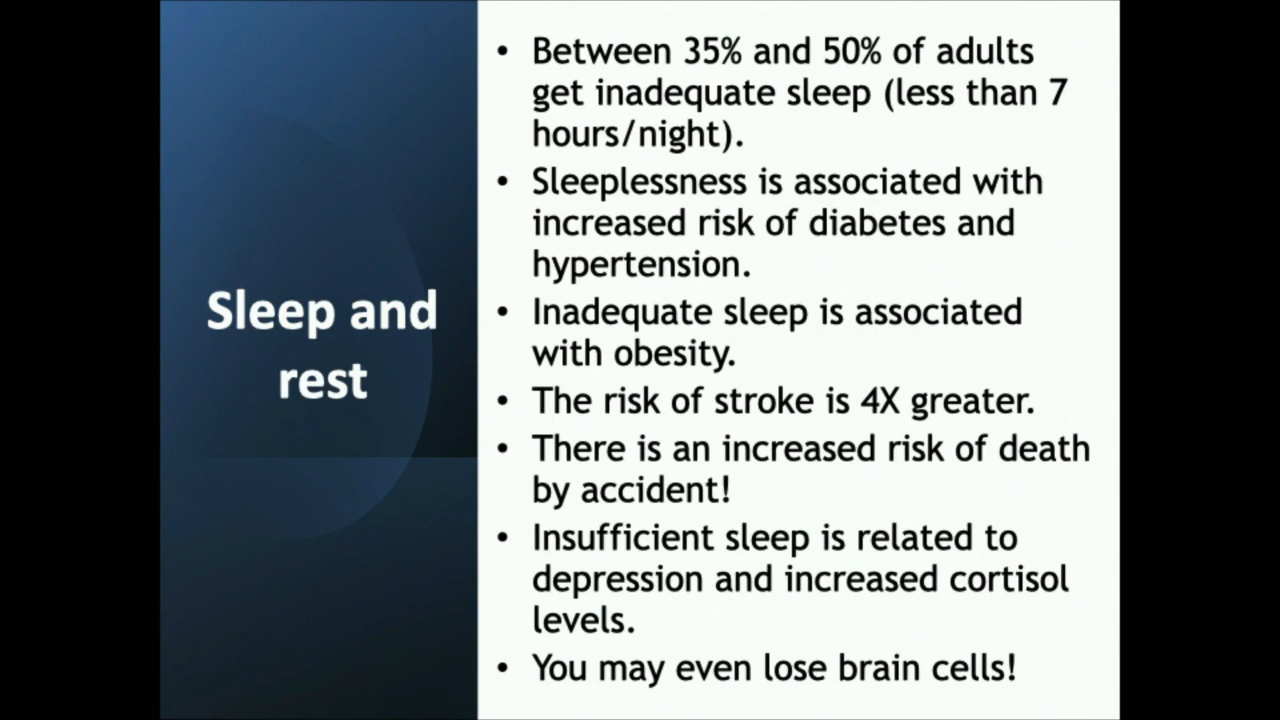 Sleep and
rest
• Between 35% and 50% of adults
get inadequate sleep (less than 7
hours/night).
• Sleeplessness is associated with
increased risk of diabetes and
hypertension.
• Inadequate sleep is associated
with obesity.
• The risk of stroke is 4X greater.
• There is an increased risk of death
by accident!
• Insufficient sleep is related to
depression and increased cortisol
levels.
• You may even lose brain cells!